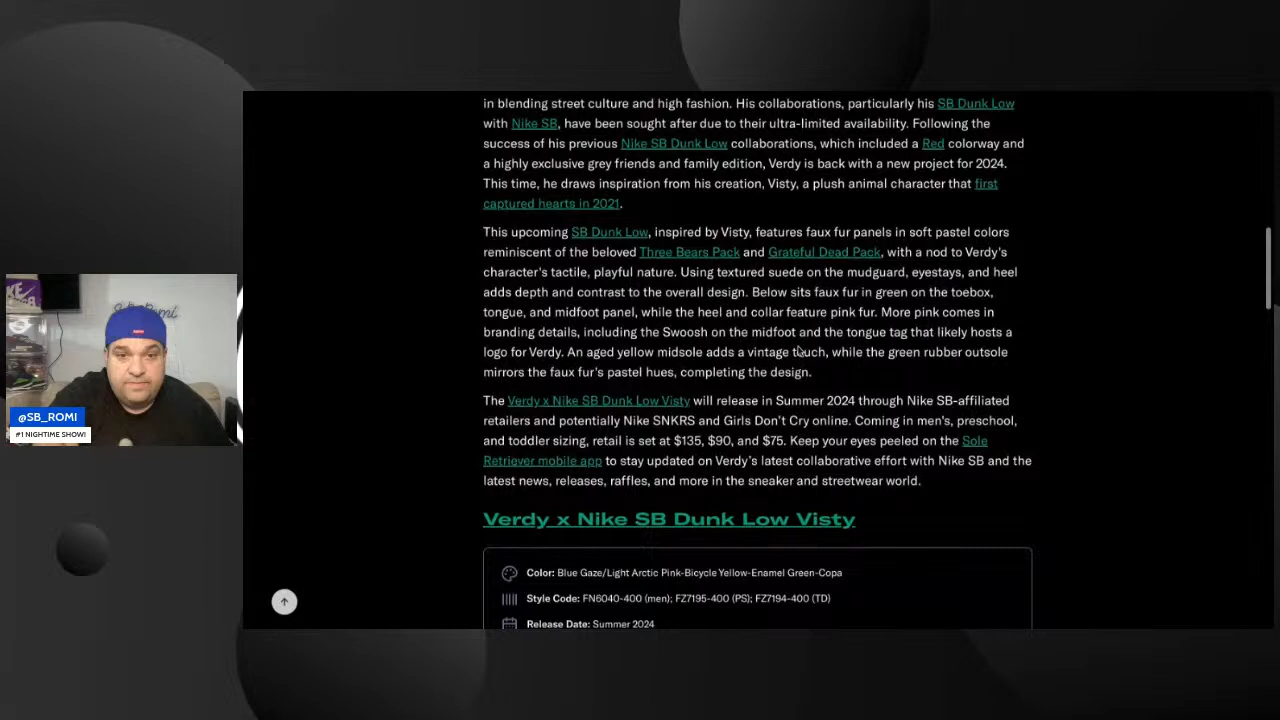 in blending street culture and high fashion. His collaborations, particularly his SB Dunk Low
with Nike SB, have been sought after due to their ultra-limited availability. Following the
success of his previous Nike SB Dunk Low collaborations, which included a Red colorway and
a highly exclusive grey friends and family edition, Verdy is back with a new project for 2024.
This time, he draws inspiration from his creation, Visty, a plush animal character that first
captured hearts in 2021.
This upcoming SB Dunk Low, inspired by Visty, features faux fur panels in soft pastel colors
reminiscent of the beloved Three Bears Pack and Grateful Dead Pack, with a nod to Verdy's
character's tactile, playful nature. Using textured suede on the mudguard, eyestays, and heel
adds depth and contrast to the overall design. Below sits faux fur in green on the toebox,
tongue, and midfoot panel, while the heel and collar feature pink fur. More pink comes in
branding details, including the Swoosh on the midfoot and the tongue tag that likely hosts a
logo for Verdy. An aged yellow midsole adds a vintage touch, while the green rubber outsole
mirrors the faux fur's pastel hues, completing the design.
The Verdy x Nike SB Dunk Low Visty will release in Summer 2024 through Nike SB-affiliated
retailers and potentially Nike SNKRS and Girls Don't Cry online. Coming in men's, preschool,
and toddler sizing, retail is set at $135, $90, and $75. Keep your eyes peeled on the Sole
Retriever mobile app to stay updated on Verdy's latest collaborative effort with Nike SB and the
latest news, releases, raffles, and more in the sneaker and streetwear world.
Verdy x Nike SB Dunk Low Visty
Color: Blue Gaze/Light Arctic Pink-Bicycle Yellow-Enamel Green-Copa
Style Code: FN6040-400 (men); FZ7195-400 (PS); FZ7194-400 (TD)
Release Date: Summer 2024
@SB_ROMI
#1 NIGHTIME SHOW!